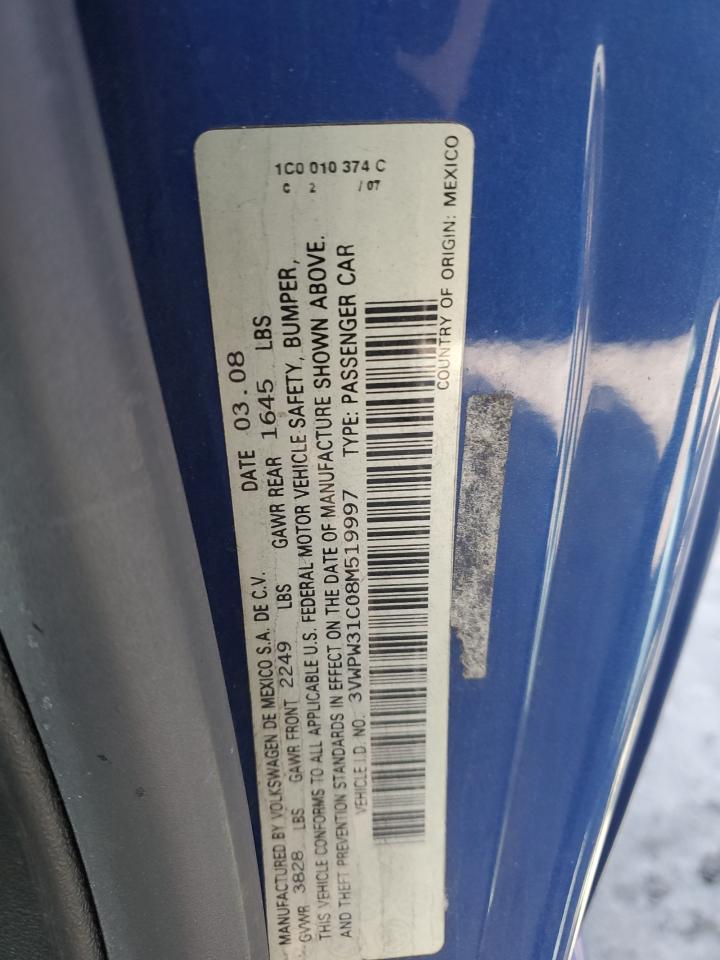 1C0 010 374 C
C 2 /07
MANUFACTURED BY VOLKSWAGEN DE MEXICO S.A. DE C.V. DATE 03.08
GVWR 3828 LBS GAWR FRONT 2249 LBS GAWR REAR 1645 LBS
THIS VEHICLE CONFORMS TO ALL APPLICABLE U.S. FEDERAL MOTOR VEHICLE SAFETY, BUMPER,
AND THEFT PREVENTION STANDARDS IN EFFECT ON THE DATE OF MANUFACTURE SHOWN ABOVE.
VEHICLE I.D. NO. 3VWPW31C08M519997 TYPE: PASSENGER CAR
COUNTRY OF ORIGIN: MEXICO